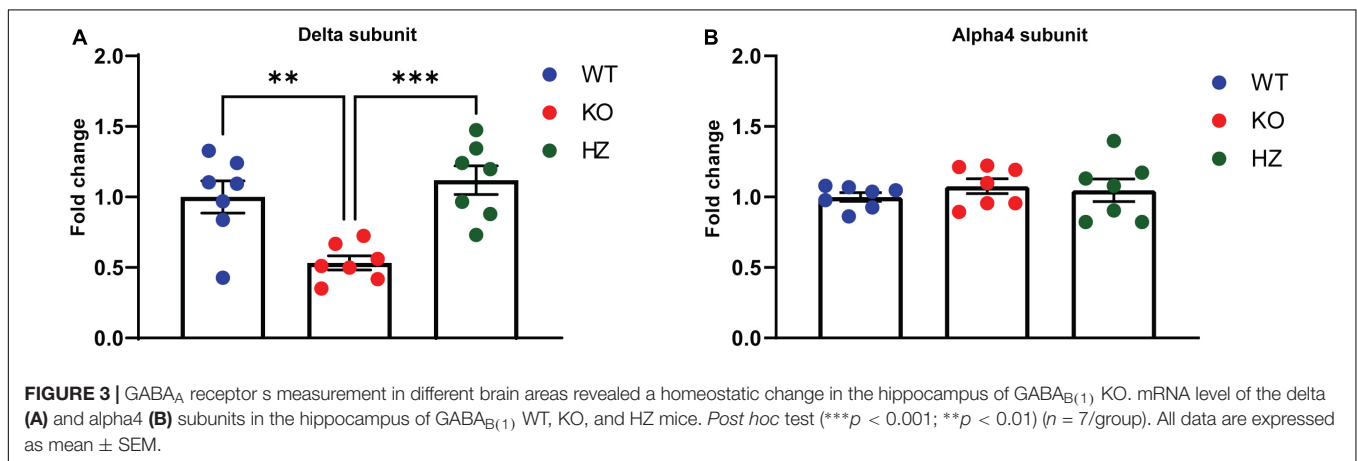 A
Delta subunit
2.0
1.5
1.0
0.5
0.0
Fold change
**
***
WT
KO
HZ
B
Alpha4 subunit
2.0
1.5
1.0
0.5
0.0
Fold change
WT
KO
HZ
FIGURE 3 | GABAA receptor s measurement in different brain areas revealed a homeostatic change in the hippocampus of GABAB(1) KO. mRNA level of the delta
(A) and alpha4 (B) subunits in the hippocampus of GABAB(1) WT, KO, and HZ mice. Post hoc test (***p < 0.001; **p < 0.01) (n = 7/group). All data are expressed
as mean ± SEM.